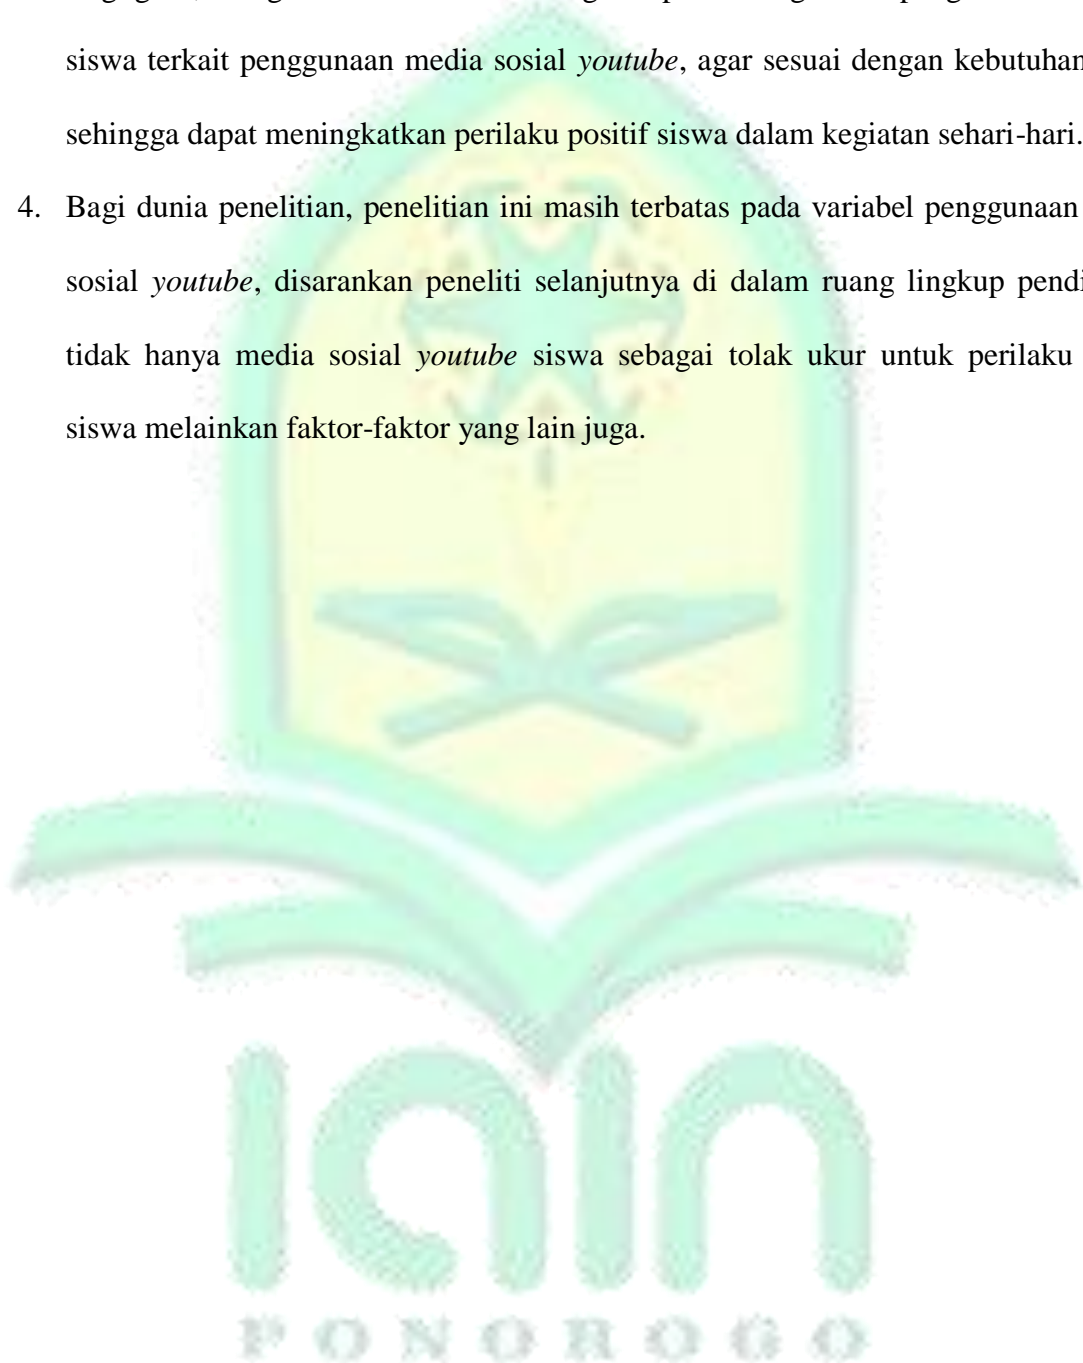 siswa terkait penggunaan media sosial youtube, agar sesuai dengan kebutuhan
sehingga dapat meningkatkan perilaku positif siswa dalam kegiatan sehari-hari.
4. Bagi dunia penelitian, penelitian ini masih terbatas pada variabel penggunaan
sosial youtube, disarankan peneliti selanjutnya di dalam ruang lingkup pendi
tidak hanya media sosial youtube siswa sebagai tolak ukur untuk perilaku
siswa melainkan faktor-faktor yang lain juga.
iain
PONOROGO